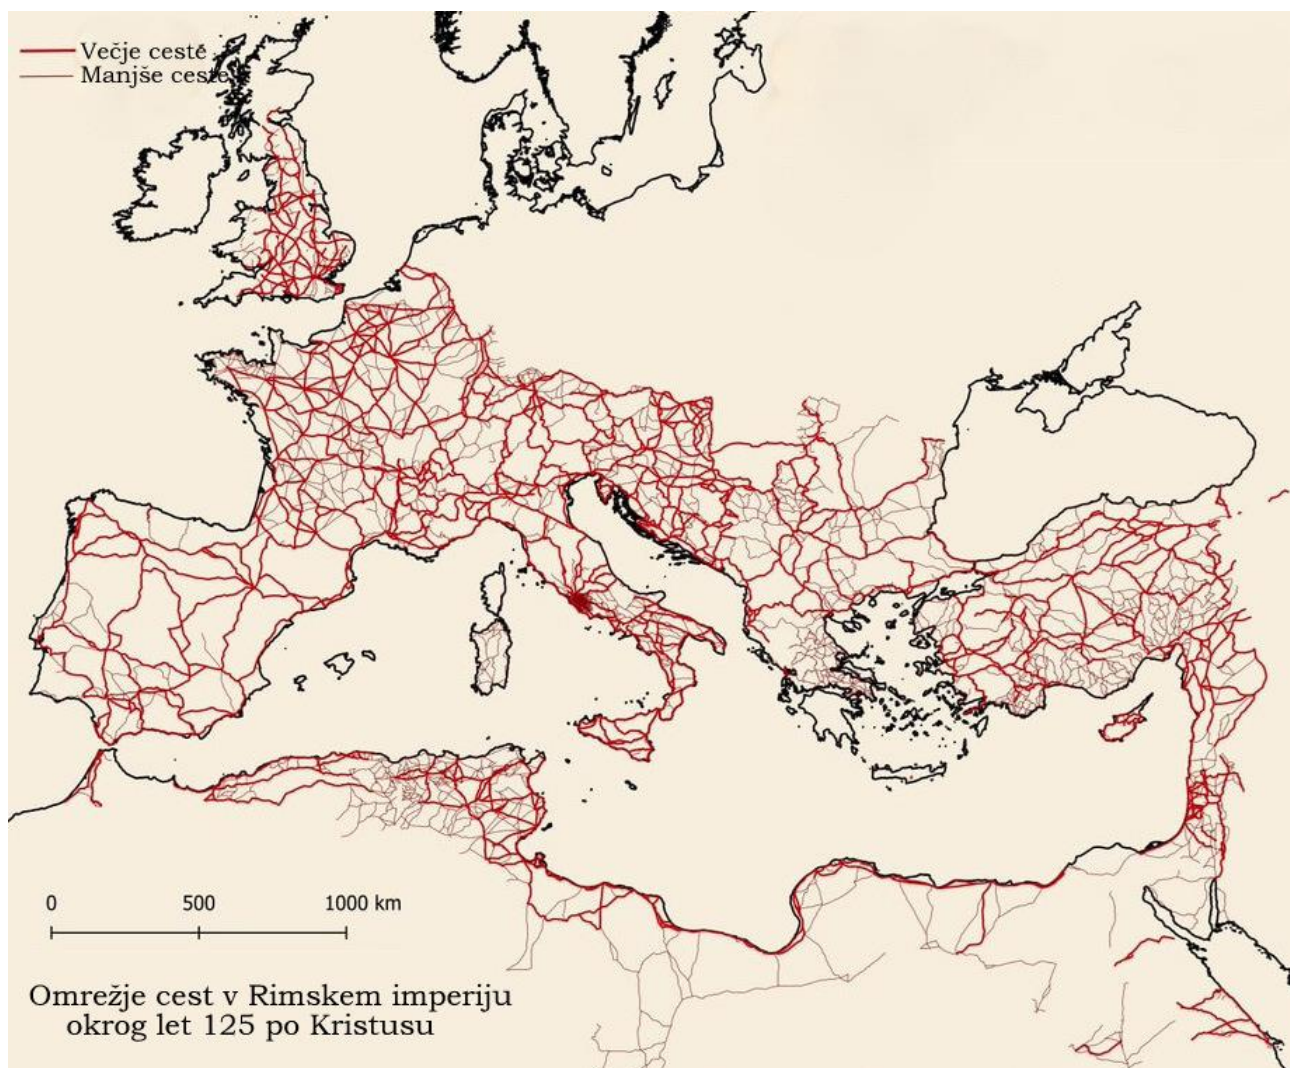 Večje ceste
Manjše ceste
0 500 1000 km
Omrežje cest v Rimskem imperiju
okrog let 125 po Kristusu